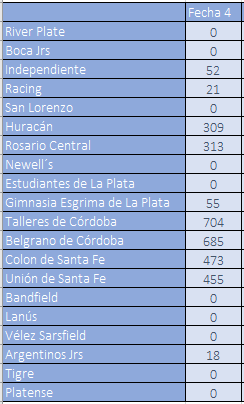 Fecha 4
River Plate 0
Boca Jrs 0
Independiente 52
Racing 21
San Lorenzo 0
Huracán 309
Rosario Central 313
Newell´s 0
Estudiantes de La Plata 0
Gimnasia Esgrima de La Plata 55
Talleres de Córdoba 704
Belgrano de Córdoba 685
Colon de Santa Fe 473
Unión de Santa Fe 455
Bandfield 0
Lanús 0
Vélez Sarsfield 0
Argentinos Jrs 18
Tigre 0
Platense 0